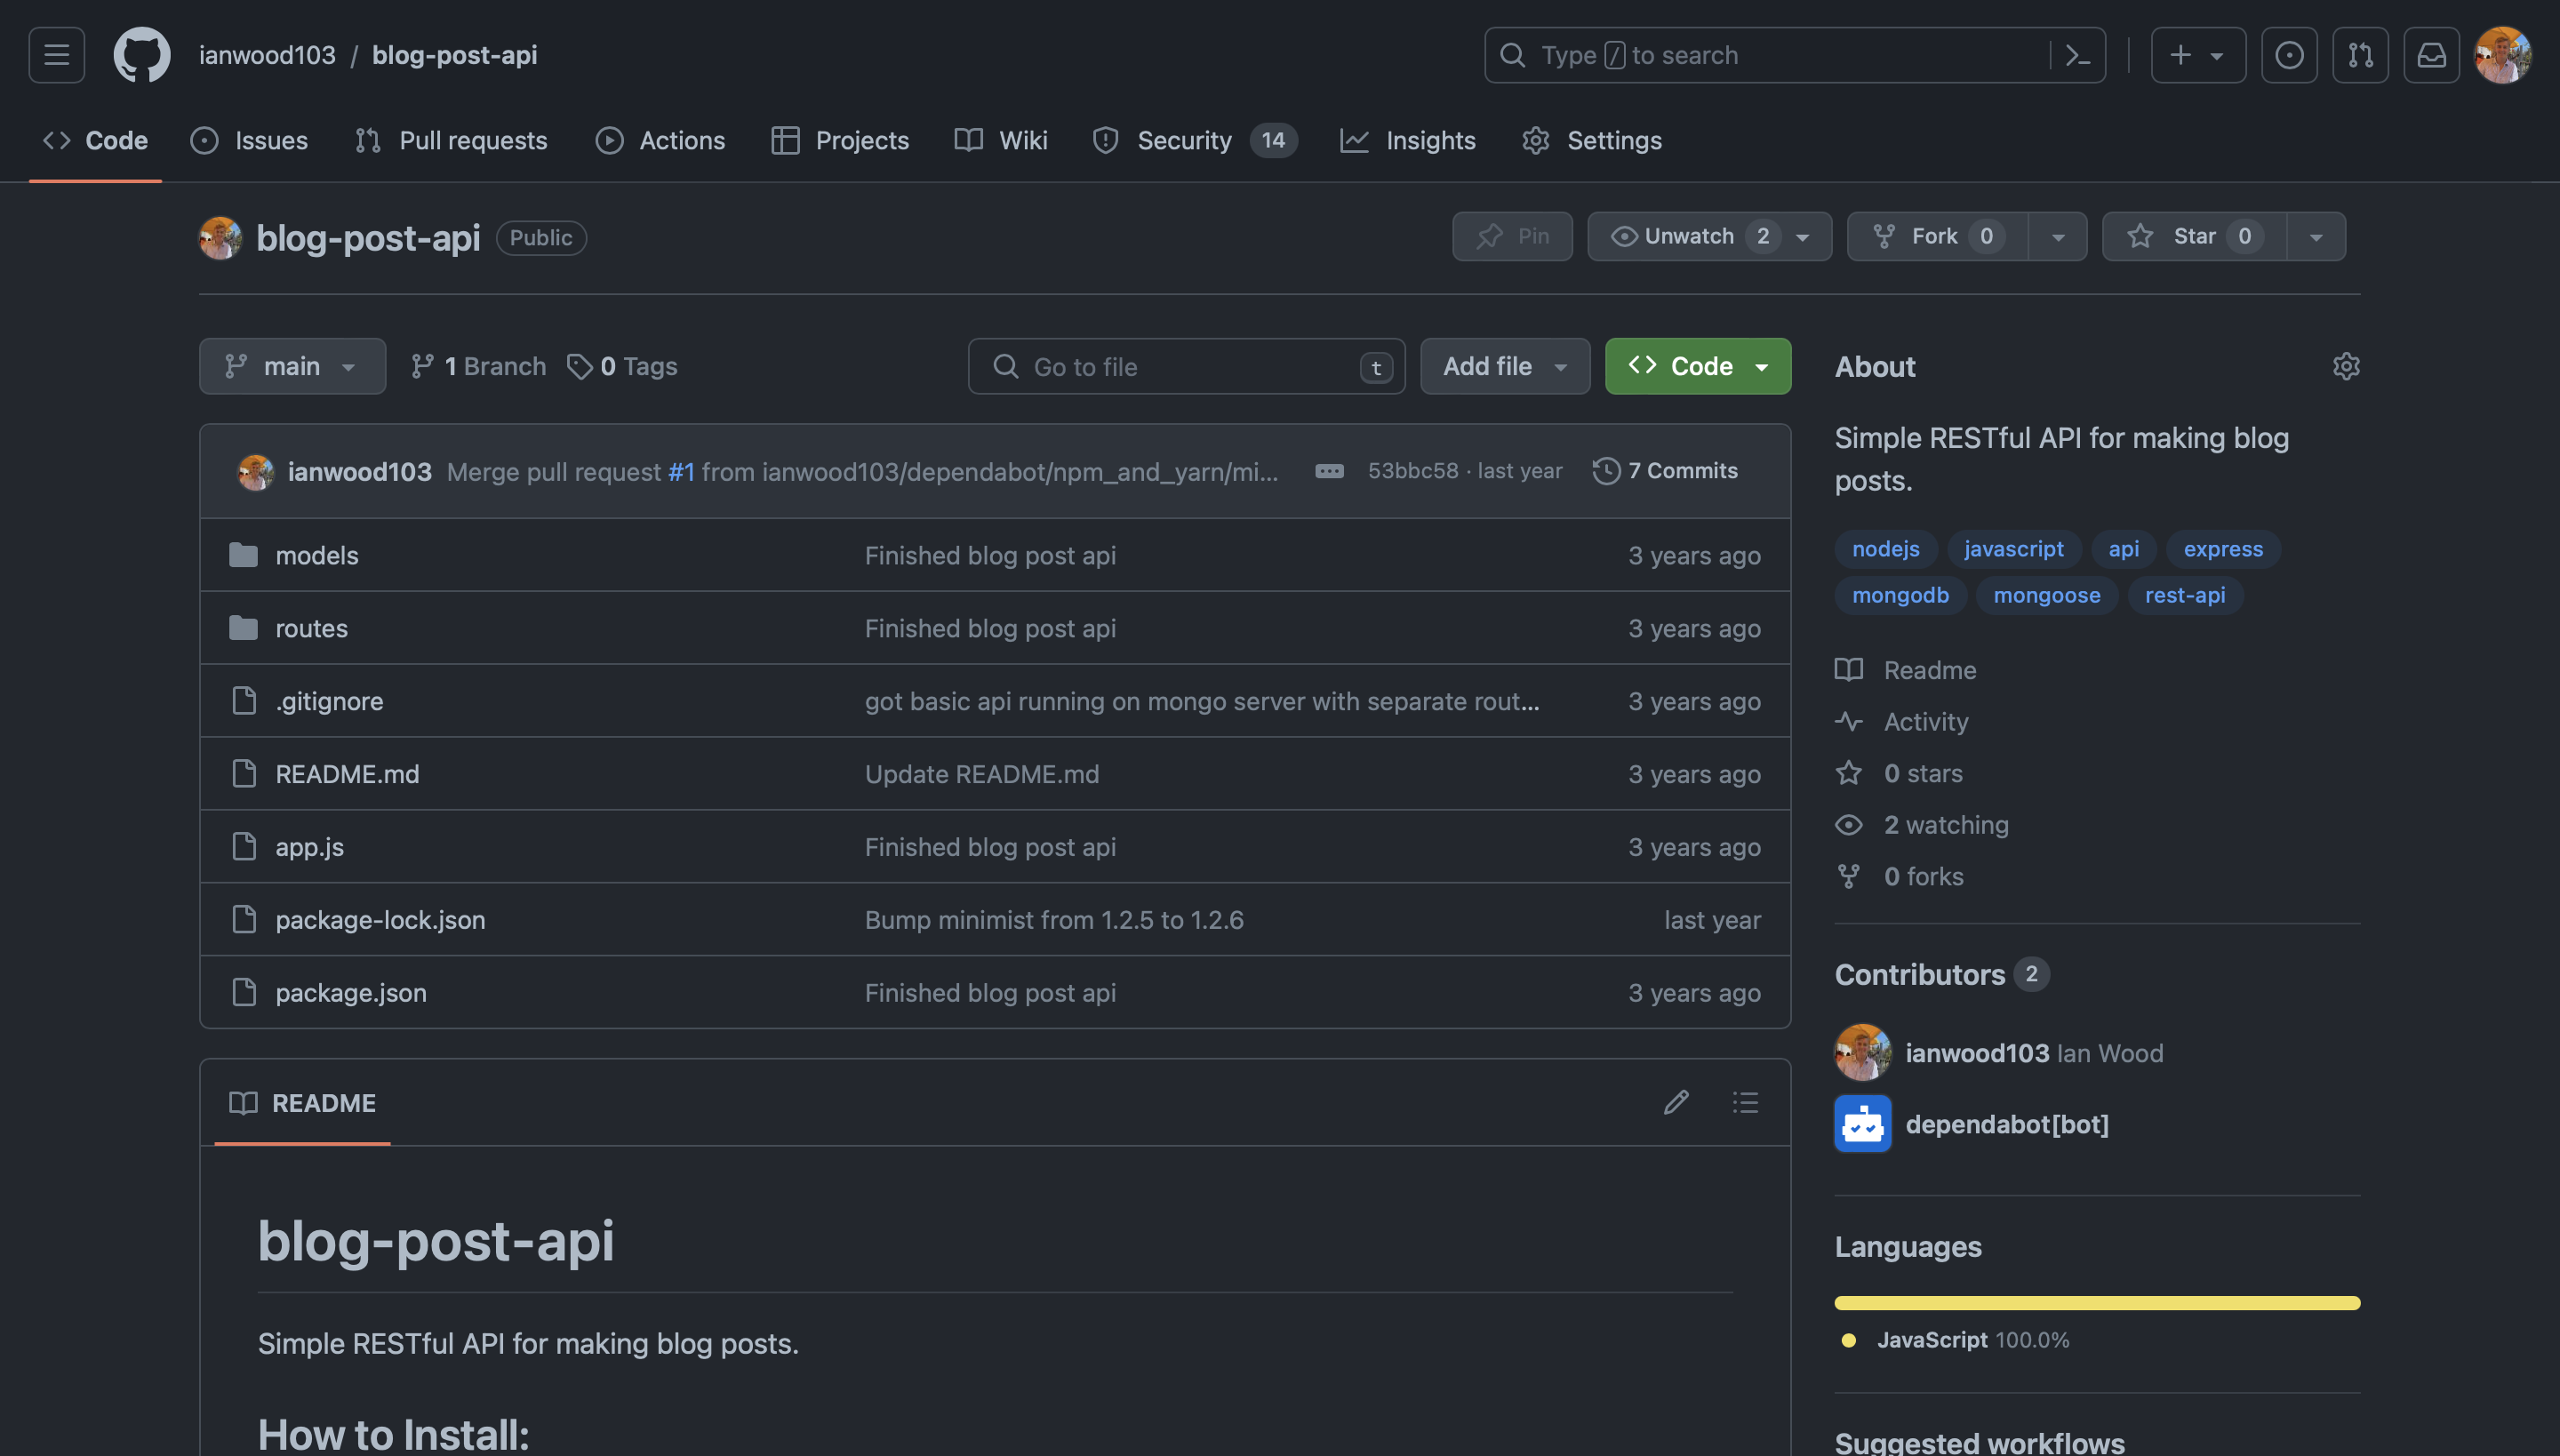 ianwood103 / blog-post-api
Type / to search
Code
Issues
Pull requests
Actions
Projects
Wiki
Security 14
Insights
Settings
blog-post-api Public
Pin
Unwatch 2
Fork 0
Star 0
main
1 Branch
0 Tags
Go to file t
Add file
Code
ianwood103 Merge pull request #1 from ianwood103/dependabot/npm_and_yarn/mi... 53bbc58 · last year 7 Commits
models Finished blog post api 3 years ago
routes Finished blog post api 3 years ago
.gitignore got basic api running on mongo server with separate rout... 3 years ago
README.md Update README.md 3 years ago
app.js Finished blog post api 3 years ago
package-lock.json Bump minimist from 1.2.5 to 1.2.6 last year
package.json Finished blog post api 3 years ago
README
blog-post-api
Simple RESTful API for making blog posts.
How to Install:
About
Simple RESTful API for making blog
posts.
nodejs javascript api express
mongodb mongoose rest-api
Readme
Activity
0 stars
2 watching
0 forks
Contributors 2
ianwood103 Ian Wood
dependabot[bot]
Languages
JavaScript 100.0%
Suggested workflows